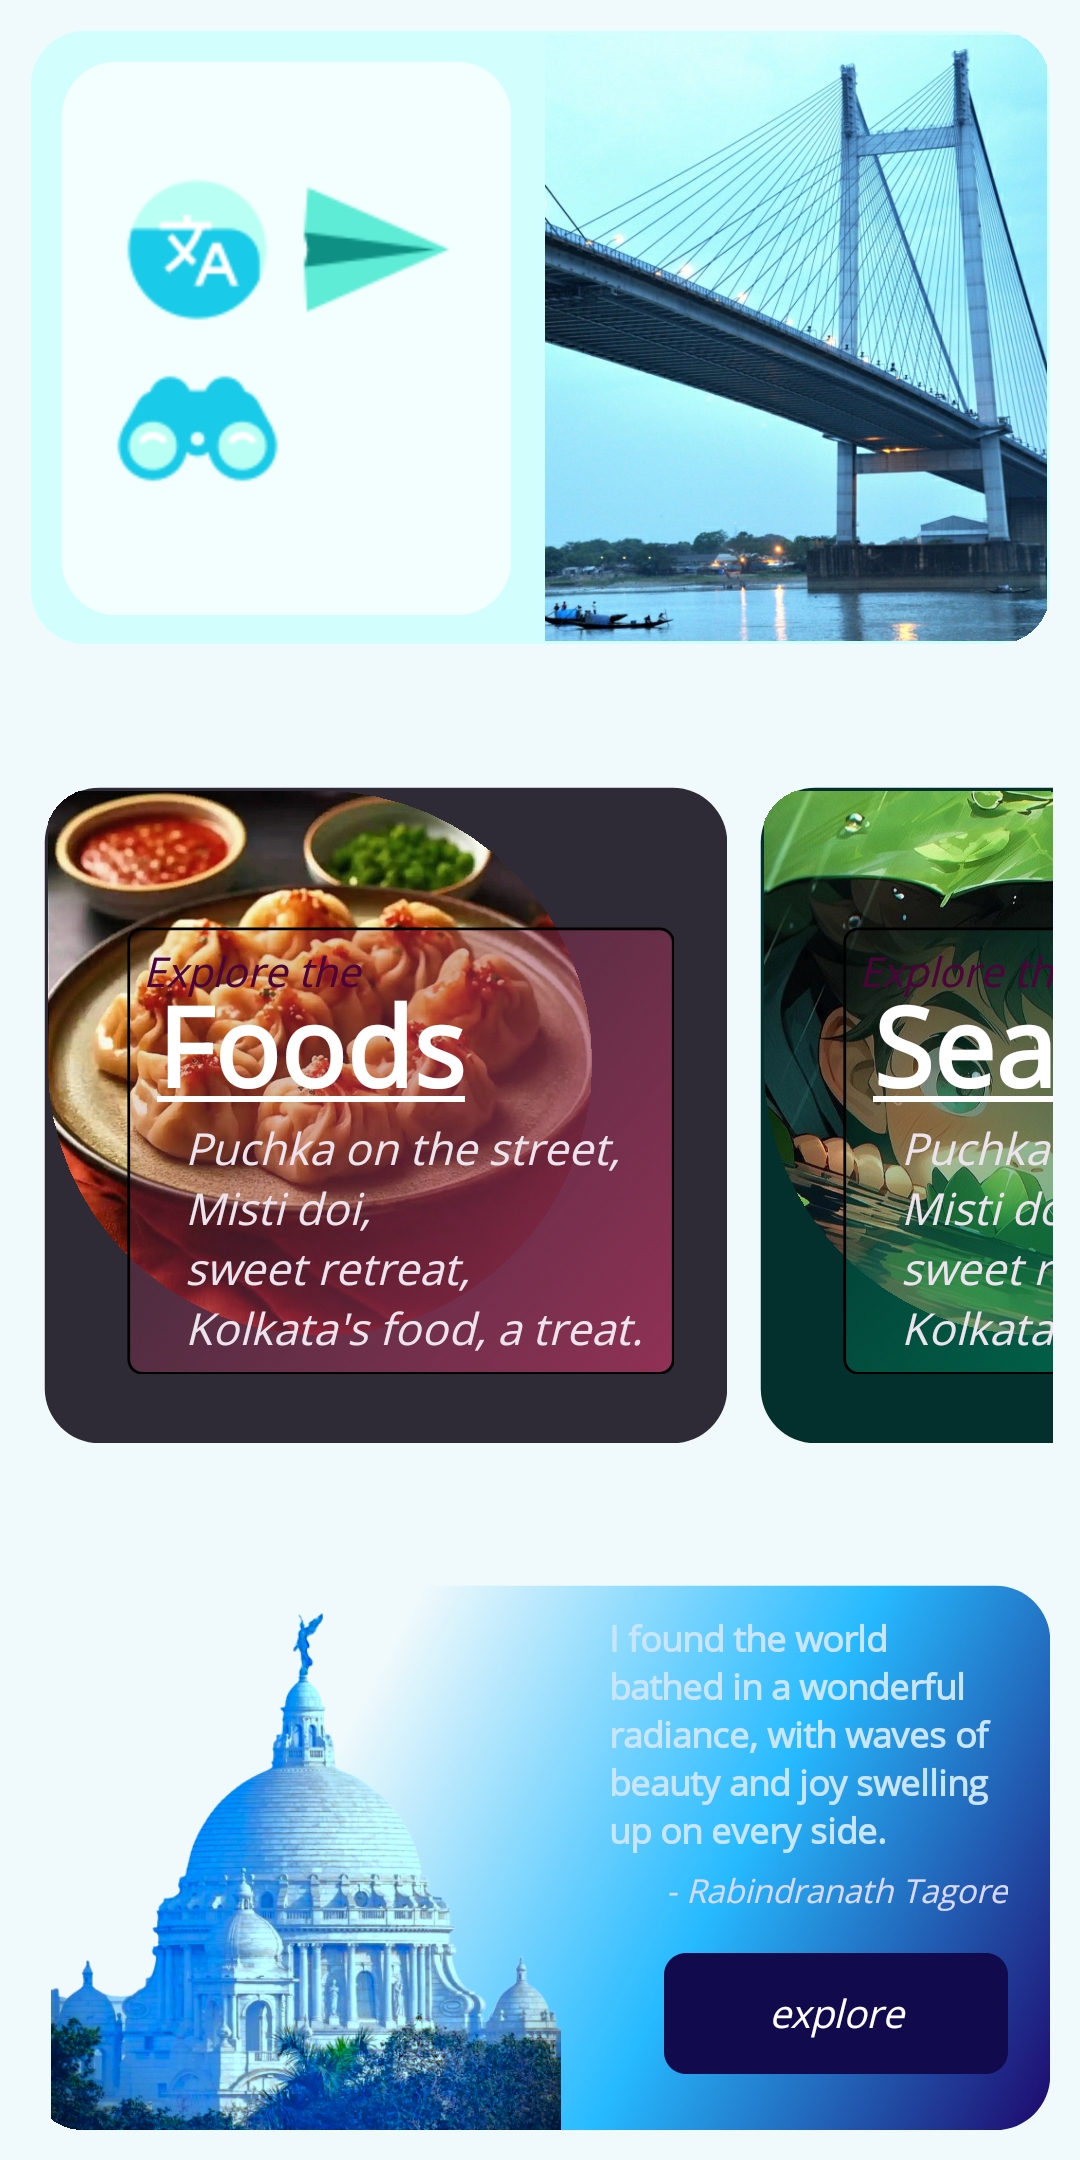 文A
Explore the
Foods
Puchka on the street,
Misti doi,
sweet retreat,
Kolkata's food, a treat.
Explore th
Sea
Puchka
Misti do
sweet r
Kolkata
I found the world
bathed in a wonderful
radiance, with waves of
beauty and joy swelling
up on every side.
- Rabindranath Tagore
explore